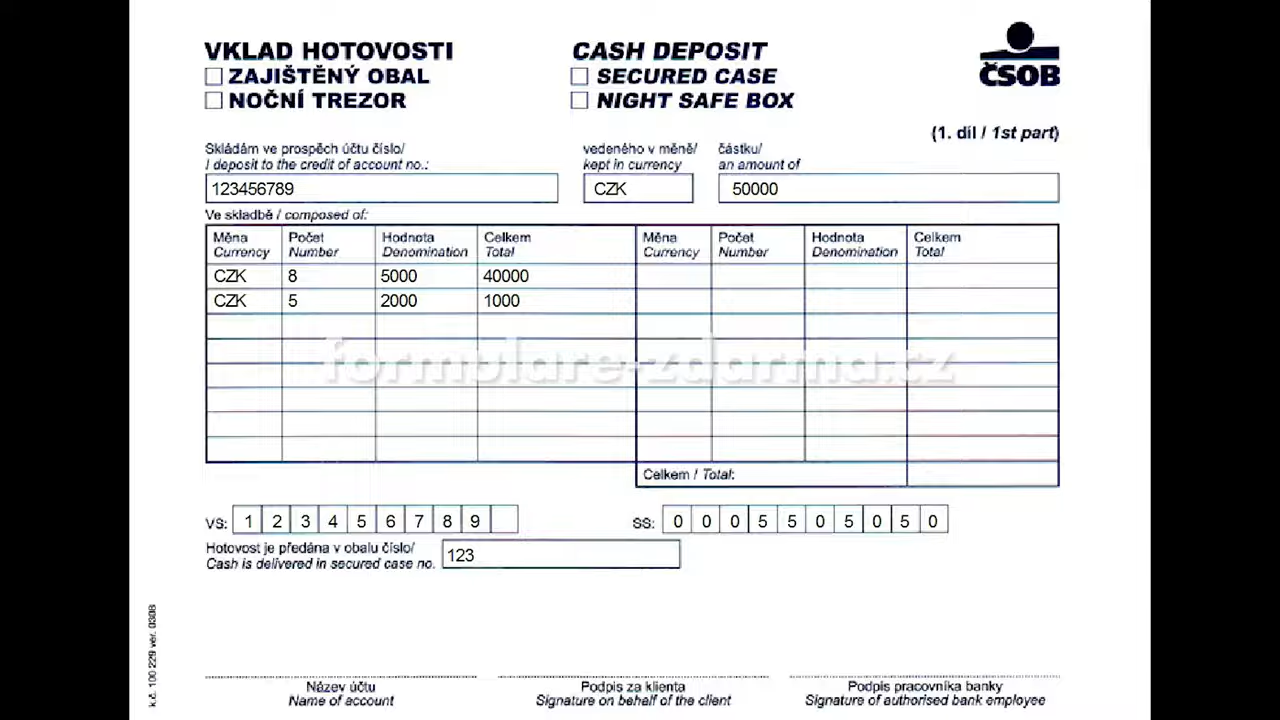 VKLAD HOTOVOSTI
ZAJIŠTĚNÝ OBAL
NOČNÍ TREZOR
CASH DEPOSIT
SECURED CASE
NIGHT SAFE BOX
ČSOB
(1. díl / 1st part)
Skládám ve prospěch účtu číslo/
I deposit to the credit of account no.:
123456789
vedeného v měně/
kept in currency
CZK
částku/
an amount of
50000
Ve skladbě / composed of:
Měna Počet Hodnota Celkem Měna Počet Hodnota Celkem
Currency Number Denomination Total Currency Number Denomination Total
CZK 8 5000 40000
CZK 5 2000 1000
formulare-zdarma.cz
Celkem / Total:
VS: 1 2 3 4 5 6 7 8 9 SS: 0 0 0 5 5 0 5 0 5 0
Hotovost je předána v obalu číslo/
Cash is delivered in secured case no.
123
k.č. 100 229 ver. 0308
Název účtu
Name of account
Podpis za klienta
Signature on behalf of the client
Podpis pracovníka banky
Signature of authorised bank employee